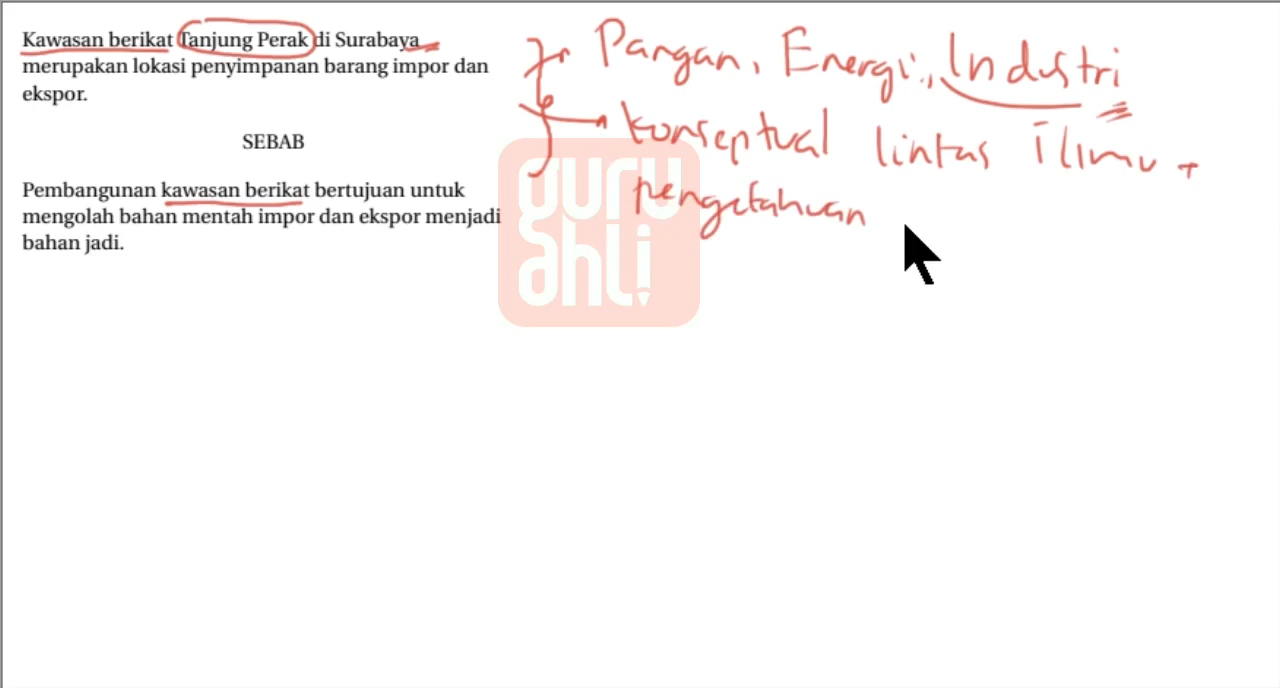 Kawasan berikat Tanjung Perak di Surabaya
merupakan lokasi penyimpanan barang impor dan
ekspor.
SEBAB
Pembangunan kawasan berikat bertujuan untuk
mengolah bahan mentah impor dan ekspor menjadi
bahan jadi.
Pangan, Energi, Industri
konseptual lintas ilmu +
pengetahuan
guru
ahli